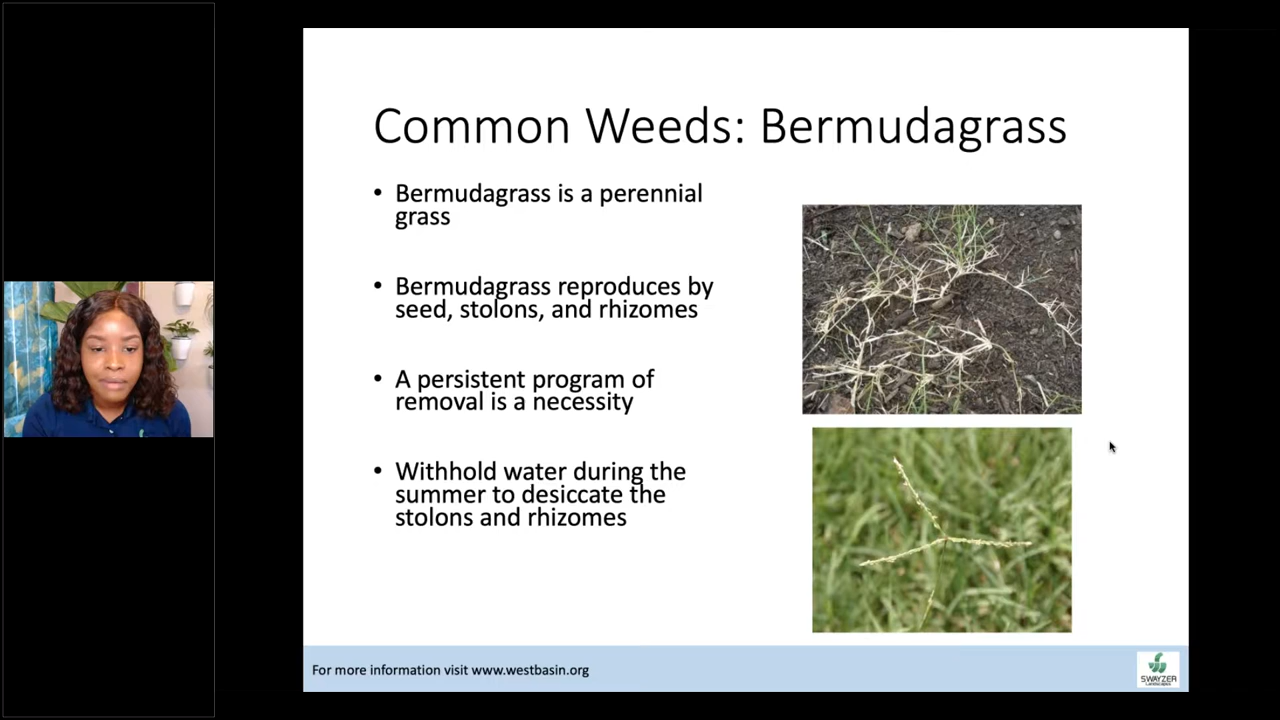 Common Weeds: Bermudagrass
• Bermudagrass is a perennial
grass
• Bermudagrass reproduces by
seed, stolons, and rhizomes
• A persistent program of
removal is a necessity
• Withhold water during the
summer to desiccate the
stolons and rhizomes
For more information visit www.westbasin.org
SWAYZER